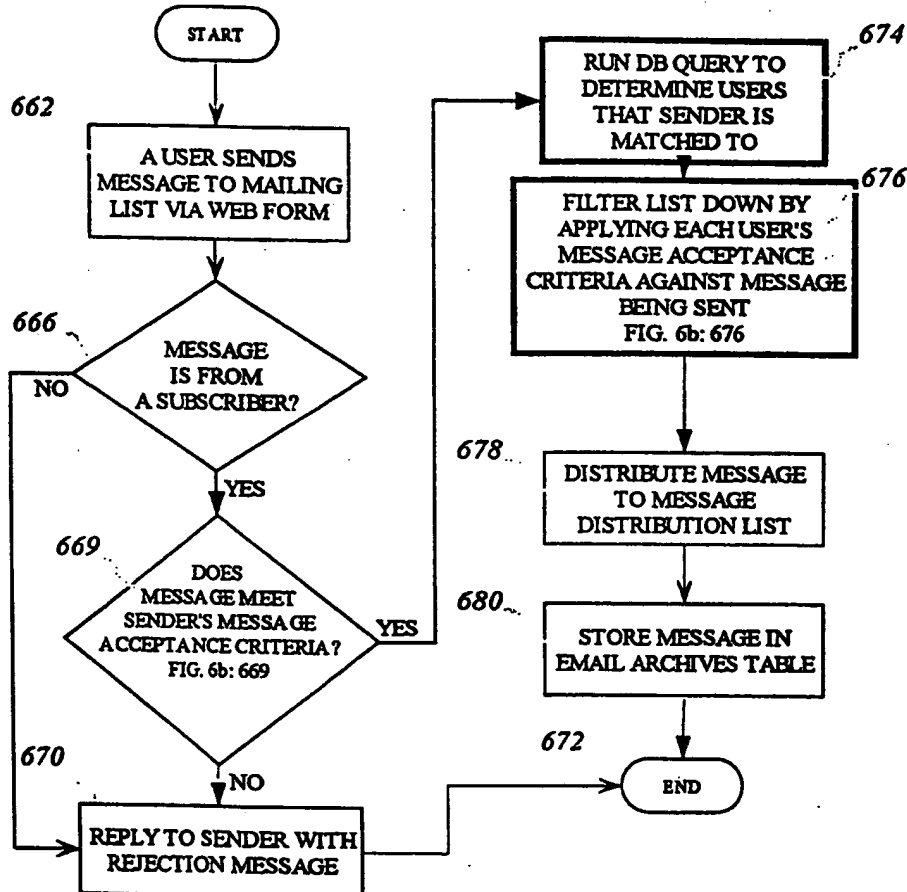 START
662
A USER SENDS
MESSAGE TO MAILING
LIST VIA WEB FORM
666
MESSAGE
IS FROM
A SUBSCRIBER?
NO
YES
669
DOES
MESSAGE MEET
SENDER'S MESSAGE
ACCEPTANCE CRITERIA?
FIG. 6b: 669
YES
NO
670
REPLY TO SENDER WITH
REJECTION MESSAGE
674
RUN DB QUERY TO
DETERMINE USERS
THAT SENDER IS
MATCHED TO
676
FILTER LIST DOWN BY
APPLYING EACH USER'S
MESSAGE ACCEPTANCE
CRITERIA AGAINST MESSAGE
BEING SENT
FIG. 6b: 676
678
DISTRIBUTE MESSAGE
TO MESSAGE
DISTRIBUTION LIST
680
STORE MESSAGE IN
EMAIL ARCHIVES TABLE
672
END